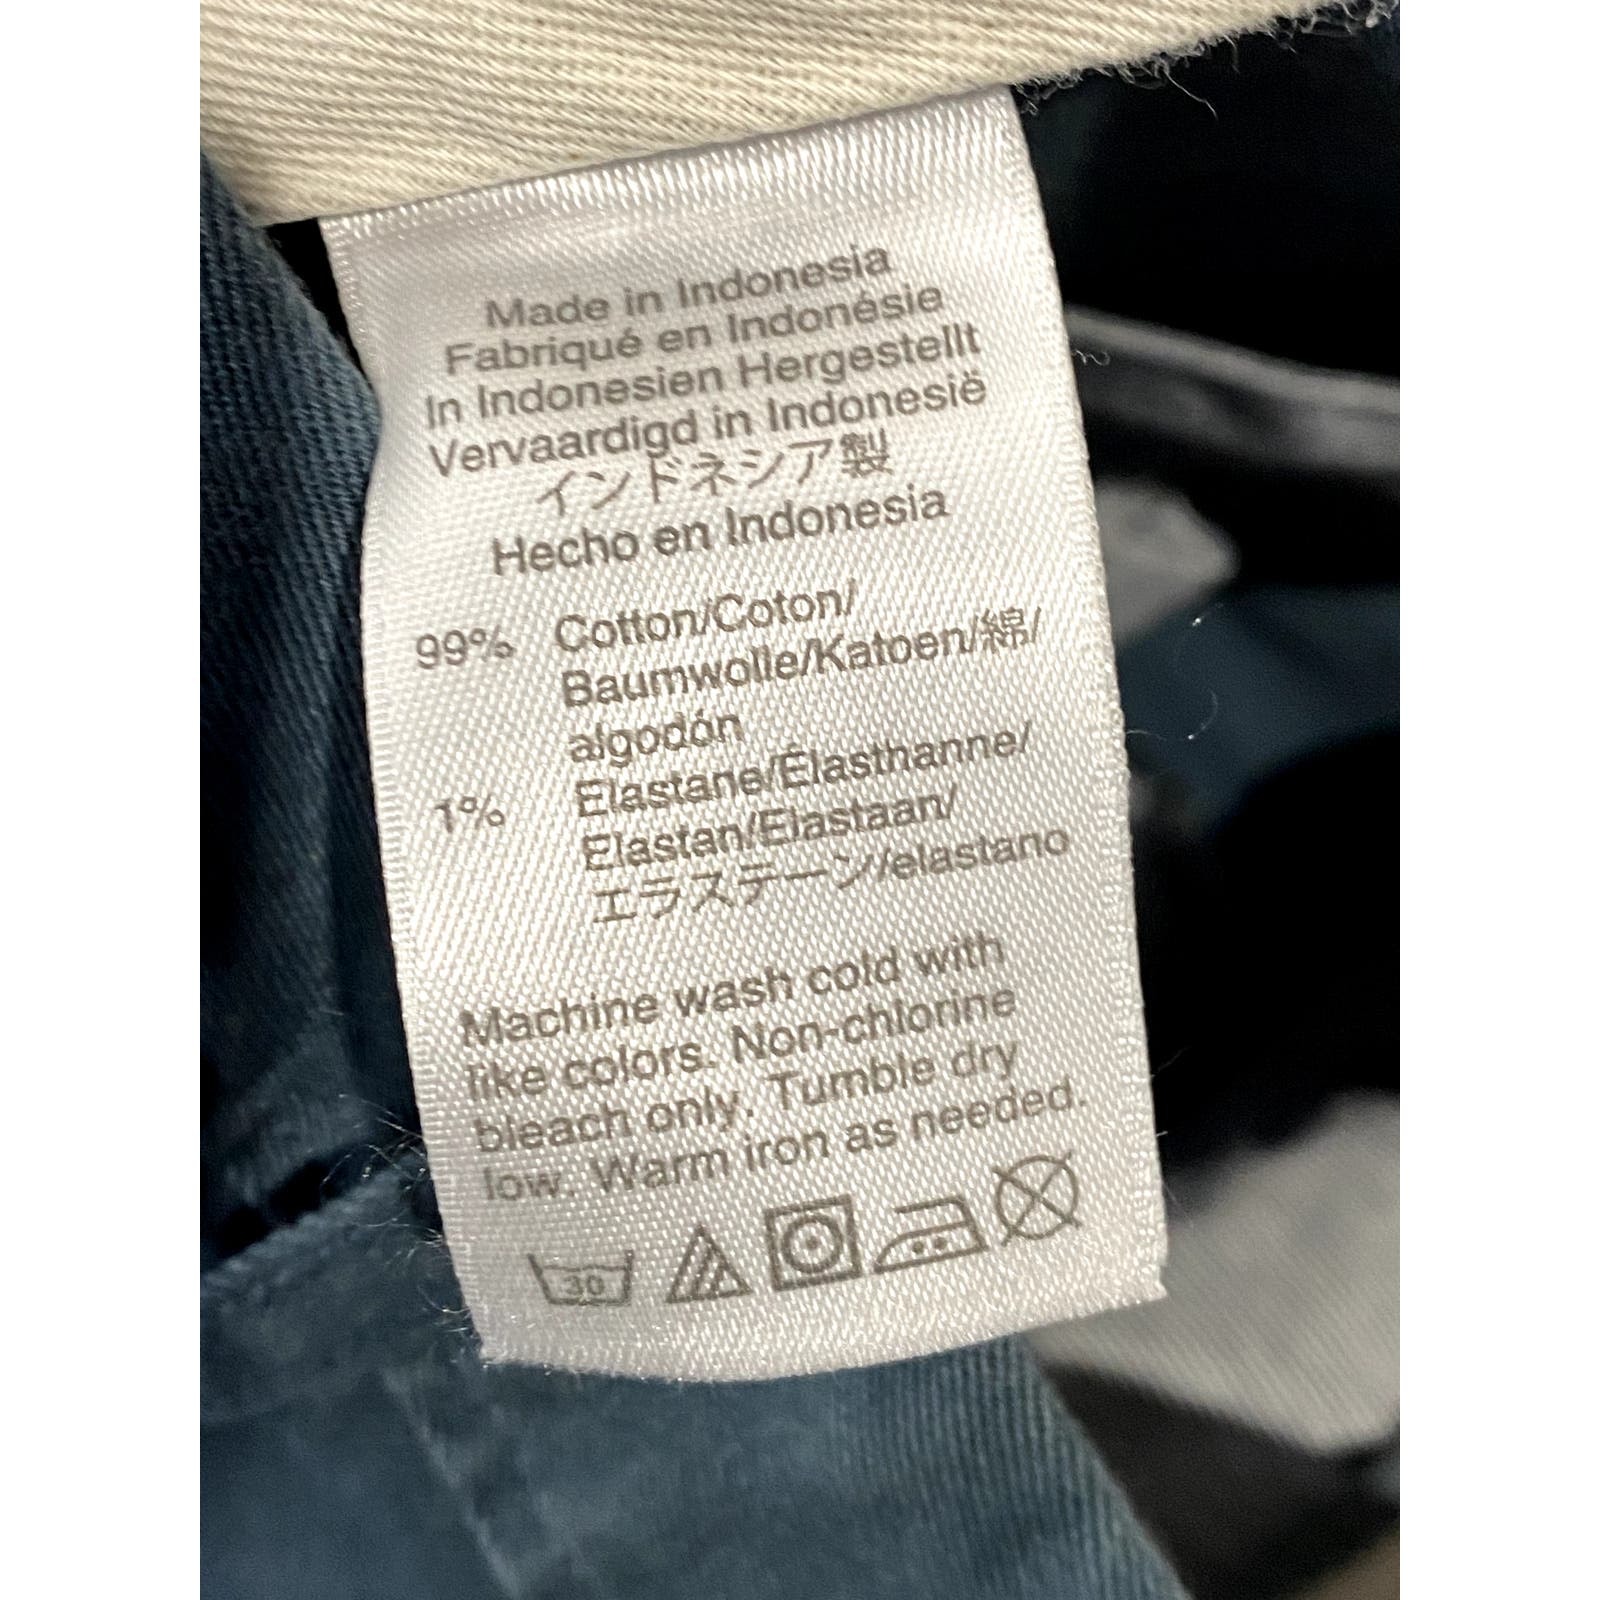 Made in Indonesia
Fabriqué en Indonésie
In Indonesien Hergestellt
Vervaardigd in Indonesië
インドネシア製
Hecho en Indonesia
99% Cotton/Coton/
Baumwolle/Katoen/綿/
algodón
1% Elastane/Élasthanne/
Elastan/Elastaan/
エラステーン/elastano
Machine wash cold with
like colors. Non-chlorine
bleach only. Tumble dry
low. Warm iron as needed.
30